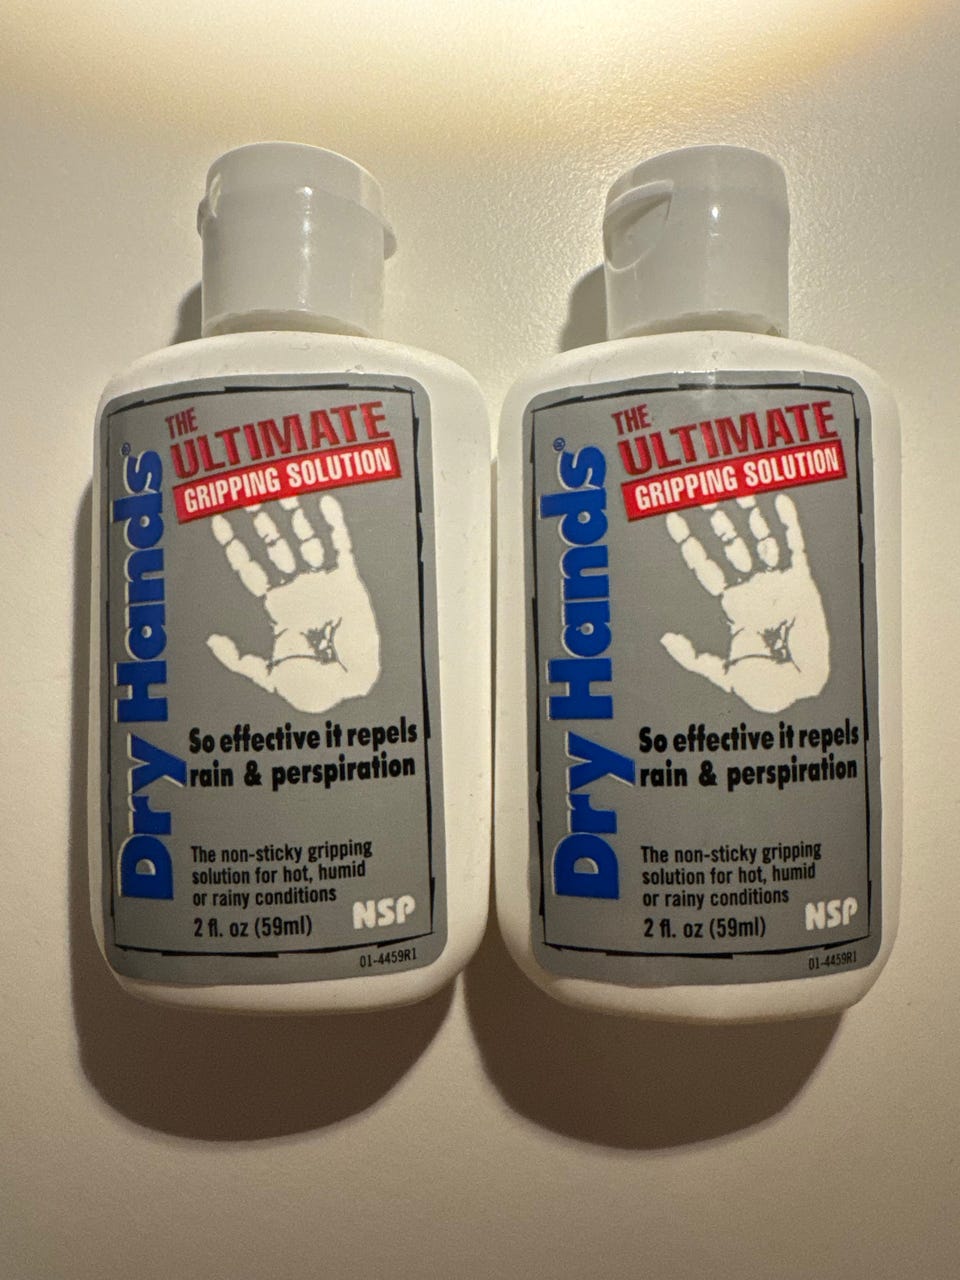 THE
ULTIMATE
GRIPPING SOLUTION
Dry Hands®
So effective it repels
rain & perspiration
The non-sticky gripping
solution for hot, humid
or rainy conditions
2 fl. oz (59ml)
NSP
01-4459R1
THE
ULTIMATE
GRIPPING SOLUTION
Dry Hands®
So effective it repels
rain & perspiration
The non-sticky gripping
solution for hot, humid
or rainy conditions
2 fl. oz (59ml)
NSP
01-4459R1